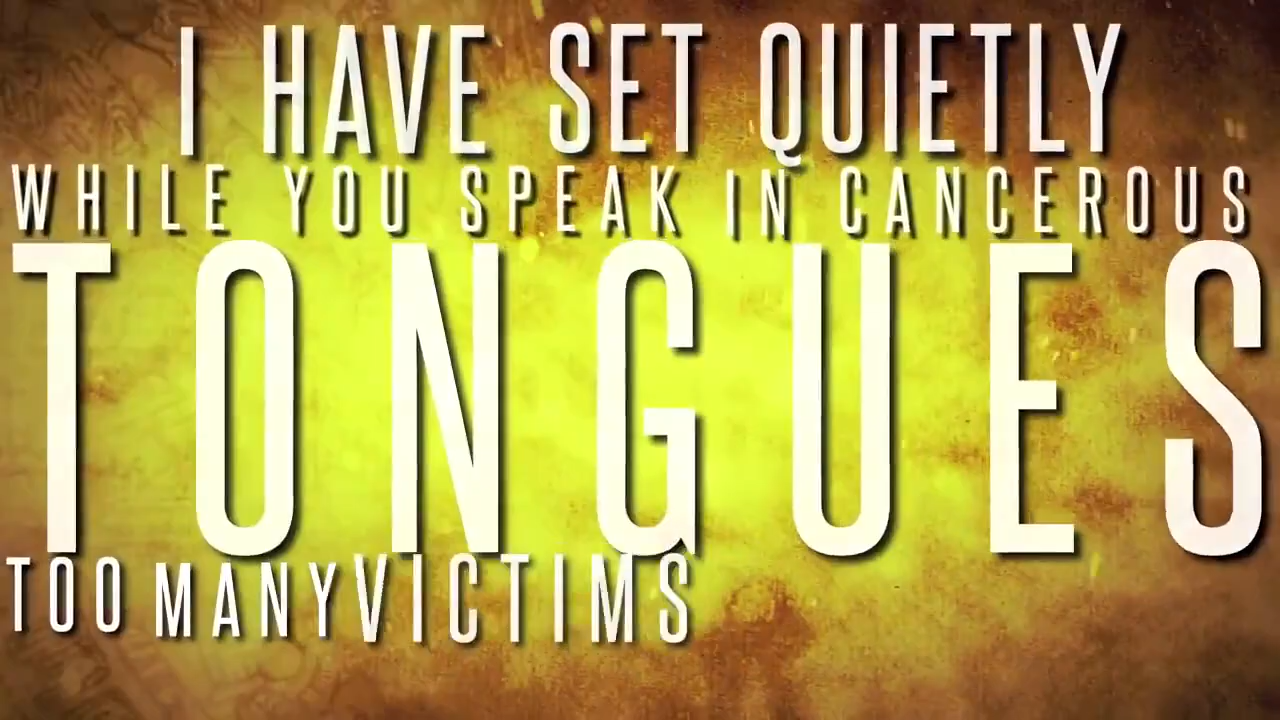 I HAVE SET QUIETLY
WHILE YOU SPEAK IN CANCEROUS
TONGUES
TOO MANY VICTIMS